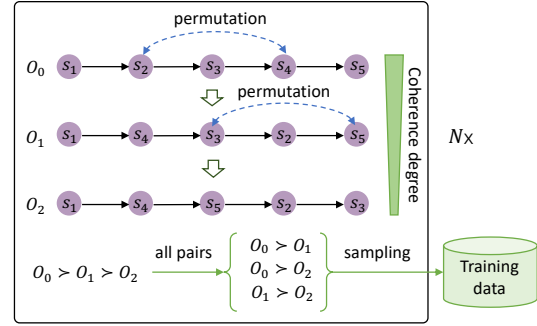 permutation
O₀ s₁ s₂ s₃ s₄ s₅
permutation
O₁ s₁ s₄ s₃ s₂ s₅
O₂ s₁ s₄ s₅ s₂ s₃
Coherence degree
N×
O₀ ≻ O₁ ≻ O₂
all pairs
O₀ ≻ O₁
O₀ ≻ O₂
O₁ ≻ O₂
sampling
Training
data